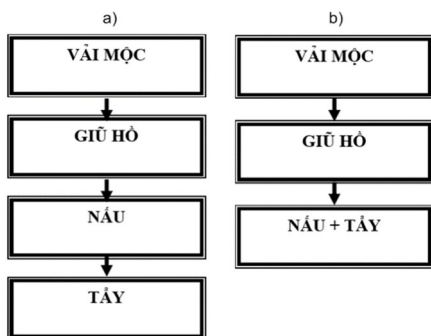 a)
VẢI MỘC
GIŨ HỒ
NẤU
TẨY
b)
VẢI MỘC
GIŨ HỒ
NẤU + TẨY